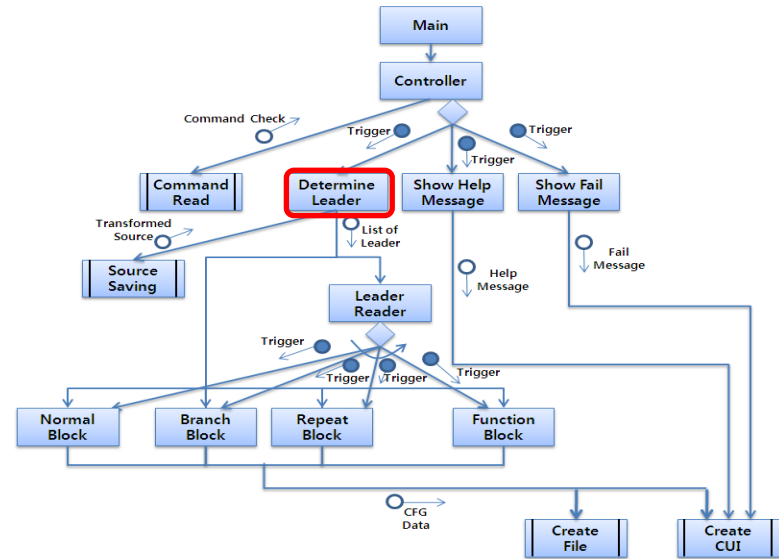 Main
Controller
Command Check
Trigger
Trigger
Trigger
Command
Read
Determine
Leader
Show Help
Message
Show Fail
Message
Transformed
Source
List of
Leader
Source
Saving
Help
Message
Fail
Message
Leader
Reader
Trigger
Trigger
Trigger
Trigger
Normal
Block
Branch
Block
Repeat
Block
Function
Block
CFG
Data
Create
File
Create
CUI